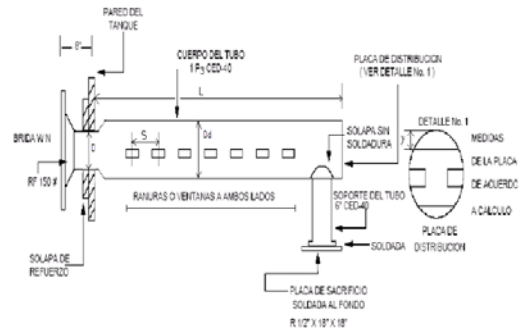 PARED DEL
TANQUE
8"
CUERPO DEL TUBO
1 P3 CED-40
L
PLACA DE DISTRIBUCION
( VER DETALLE No. 1 )
DETALLE No. 1
MEDIDAS
DE LA PLACA
DE ACUERDO
A CALCULO
PLACA DE
DISTRIBUCION
SOLAPA SIN
SOLDADURA
BRIDA W N
RF 150 #
D
S
Dd
y
RANURAS O VENTANAS A AMBOS LADOS
SOPORTE DEL TUBO
6" CED-40
SOLDADA
SOLAPA DE
REFUERZO
PLACA DE SACRIFICIO
SOLDADA AL FONDO
R 1/2" X 18" X 18"